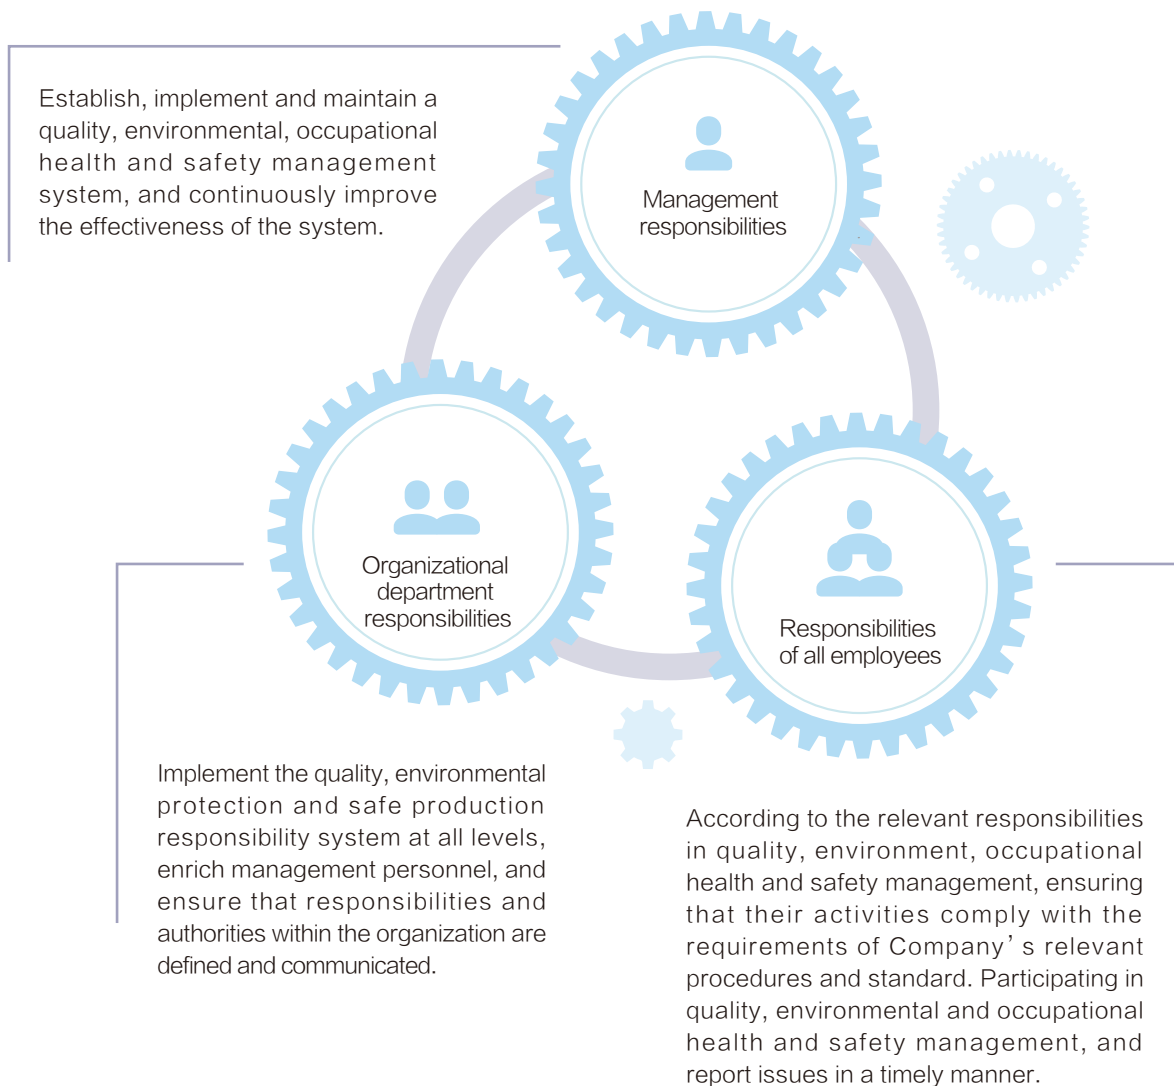 Establish, implement and maintain a
quality, environmental, occupational
health and safety management
system, and continuously improve
the effectiveness of the system.
Management
responsibilities
Organizational
department
responsibilities
Responsibilities
of all employees
Implement the quality, environmental
protection and safe production
responsibility system at all levels,
enrich management personnel, and
ensure that responsibilities and
authorities within the organization are
defined and communicated.
According to the relevant responsibilities
in quality, environment, occupational
health and safety management, ensuring
that their activities comply with the
requirements of Company’s relevant
procedures and standard. Participating in
quality, environmental and occupational
health and safety management, and
report issues in a timely manner.